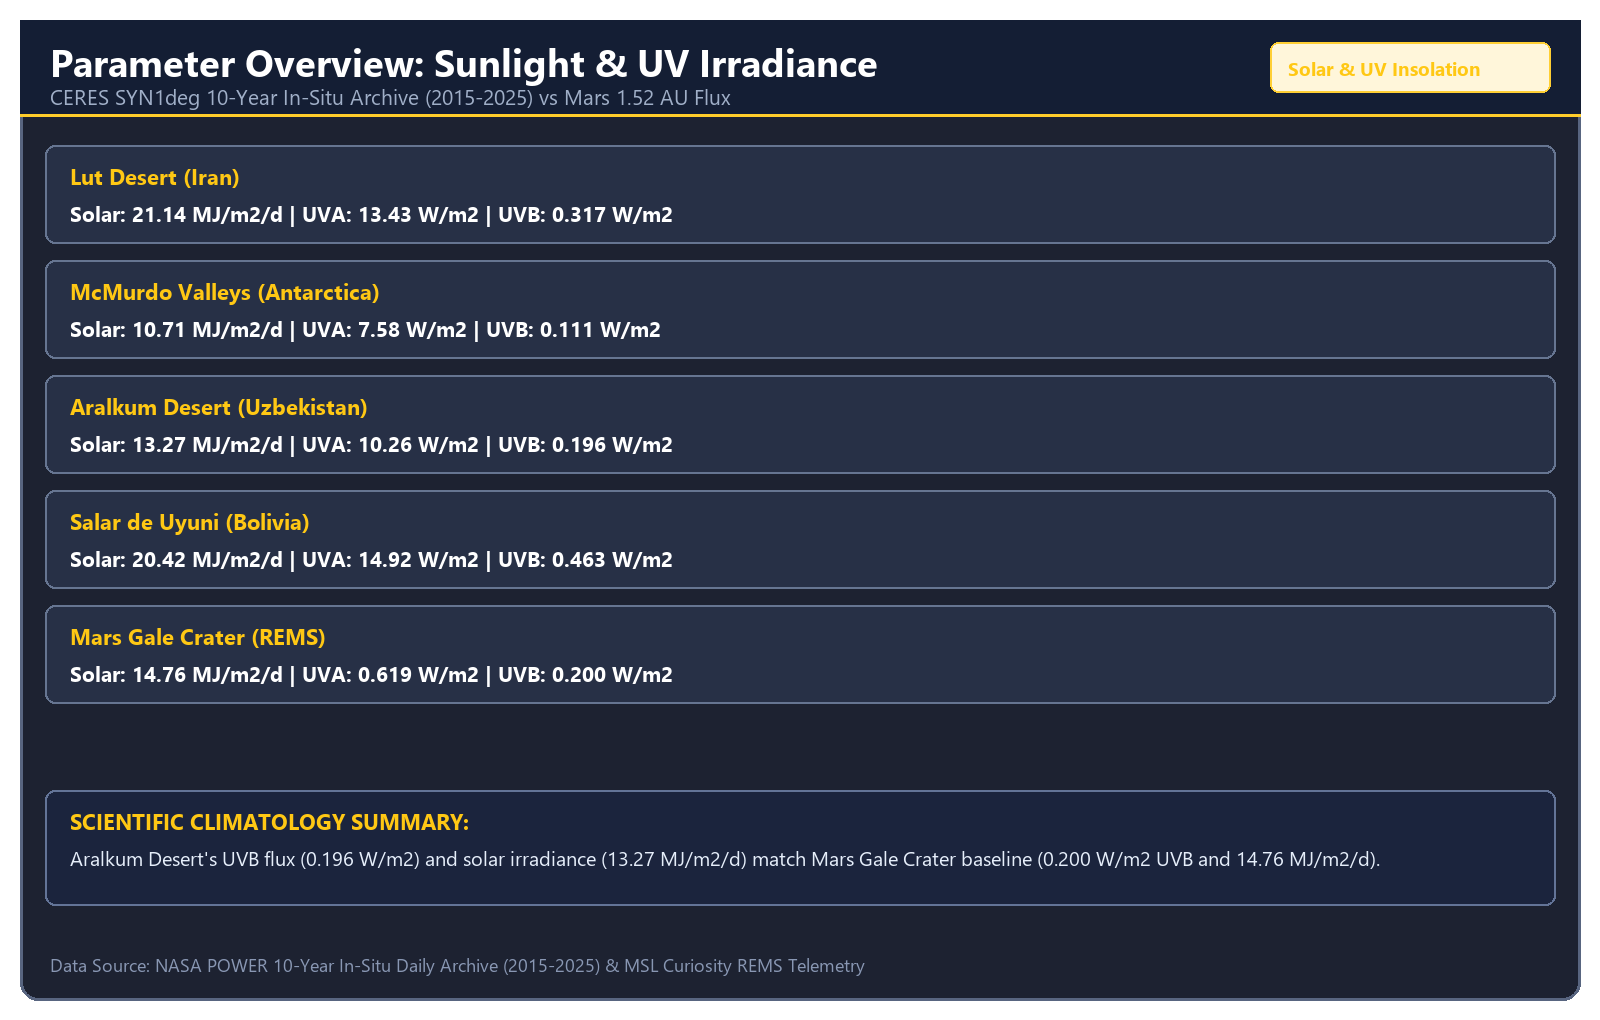 Parameter Overview: Sunlight & UV Irradiance
CERES SYN1deg 10-Year In-Situ Archive (2015-2025) vs Mars 1.52 AU Flux
Solar & UV Insolation
Lut Desert (Iran)
Solar: 21.14 MJ/m2/d | UVA: 13.43 W/m2 | UVB: 0.317 W/m2
McMurdo Valleys (Antarctica)
Solar: 10.71 MJ/m2/d | UVA: 7.58 W/m2 | UVB: 0.111 W/m2
Aralkum Desert (Uzbekistan)
Solar: 13.27 MJ/m2/d | UVA: 10.26 W/m2 | UVB: 0.196 W/m2
Salar de Uyuni (Bolivia)
Solar: 20.42 MJ/m2/d | UVA: 14.92 W/m2 | UVB: 0.463 W/m2
Mars Gale Crater (REMS)
Solar: 14.76 MJ/m2/d | UVA: 0.619 W/m2 | UVB: 0.200 W/m2
SCIENTIFIC CLIMATOLOGY SUMMARY:
Aralkum Desert's UVB flux (0.196 W/m2) and solar irradiance (13.27 MJ/m2/d) match Mars Gale Crater baseline (0.200 W/m2 UVB and 14.76 MJ/m2/d).
Data Source: NASA POWER 10-Year In-Situ Daily Archive (2015-2025) & MSL Curiosity REMS Telemetry